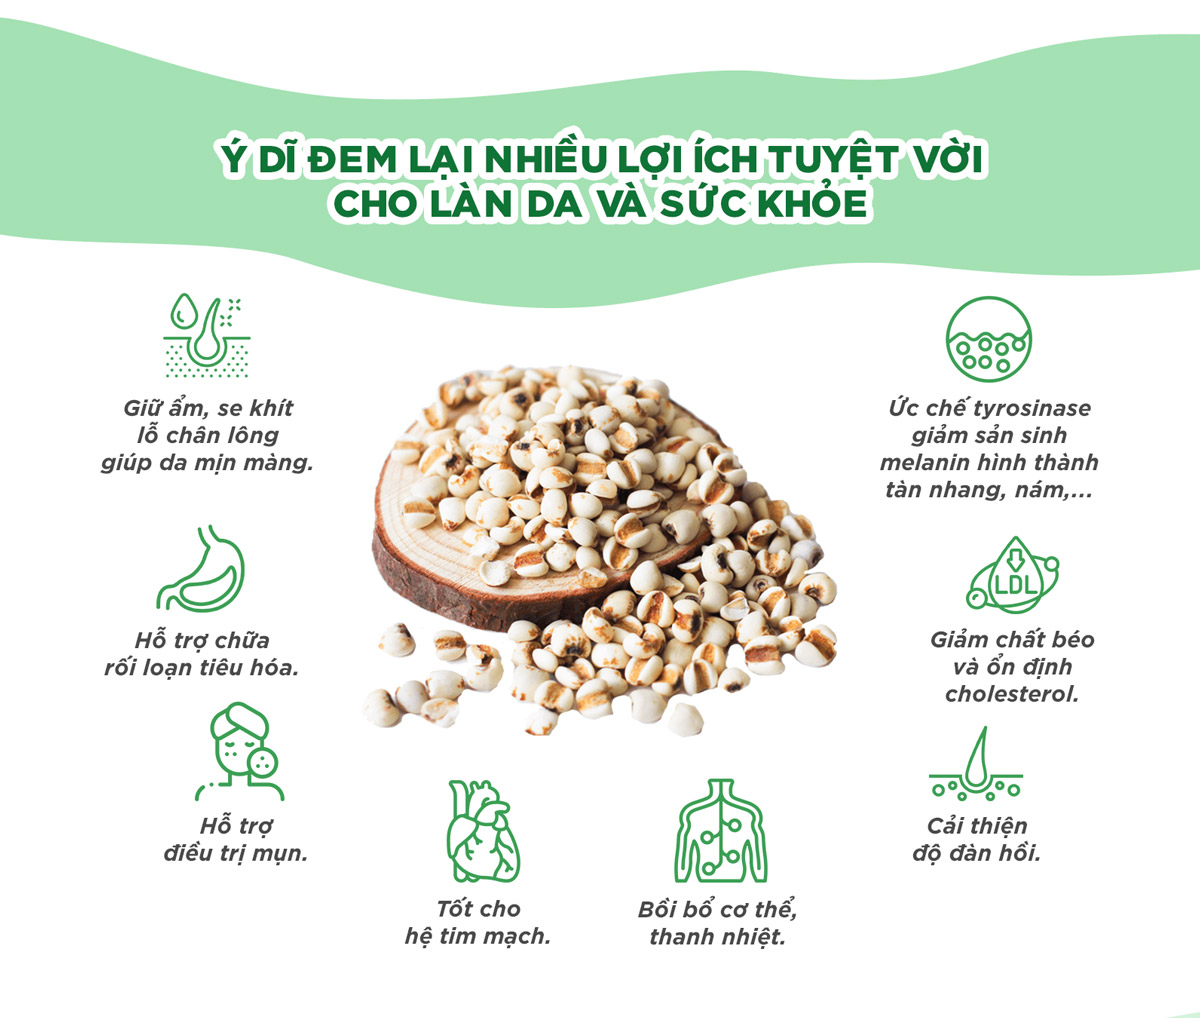 Ý DĨ ĐEM LẠI NHIỀU LỢI ÍCH TUYỆT VỜI
CHO LÀN DA VÀ SỨC KHỎE
Giữ ẩm, se khít
lỗ chân lông
giúp da mịn màng.
Ức chế tyrosinase
giảm sản sinh
melanin hình thành
tàn nhang, nám,...
Hỗ trợ chữa
rối loạn tiêu hóa.
LDL
Giảm chất béo
và ổn định
cholesterol.
Hỗ trợ
điều trị mụn.
Cải thiện
độ đàn hồi.
Tốt cho
hệ tim mạch.
Bồi bổ cơ thể,
thanh nhiệt.